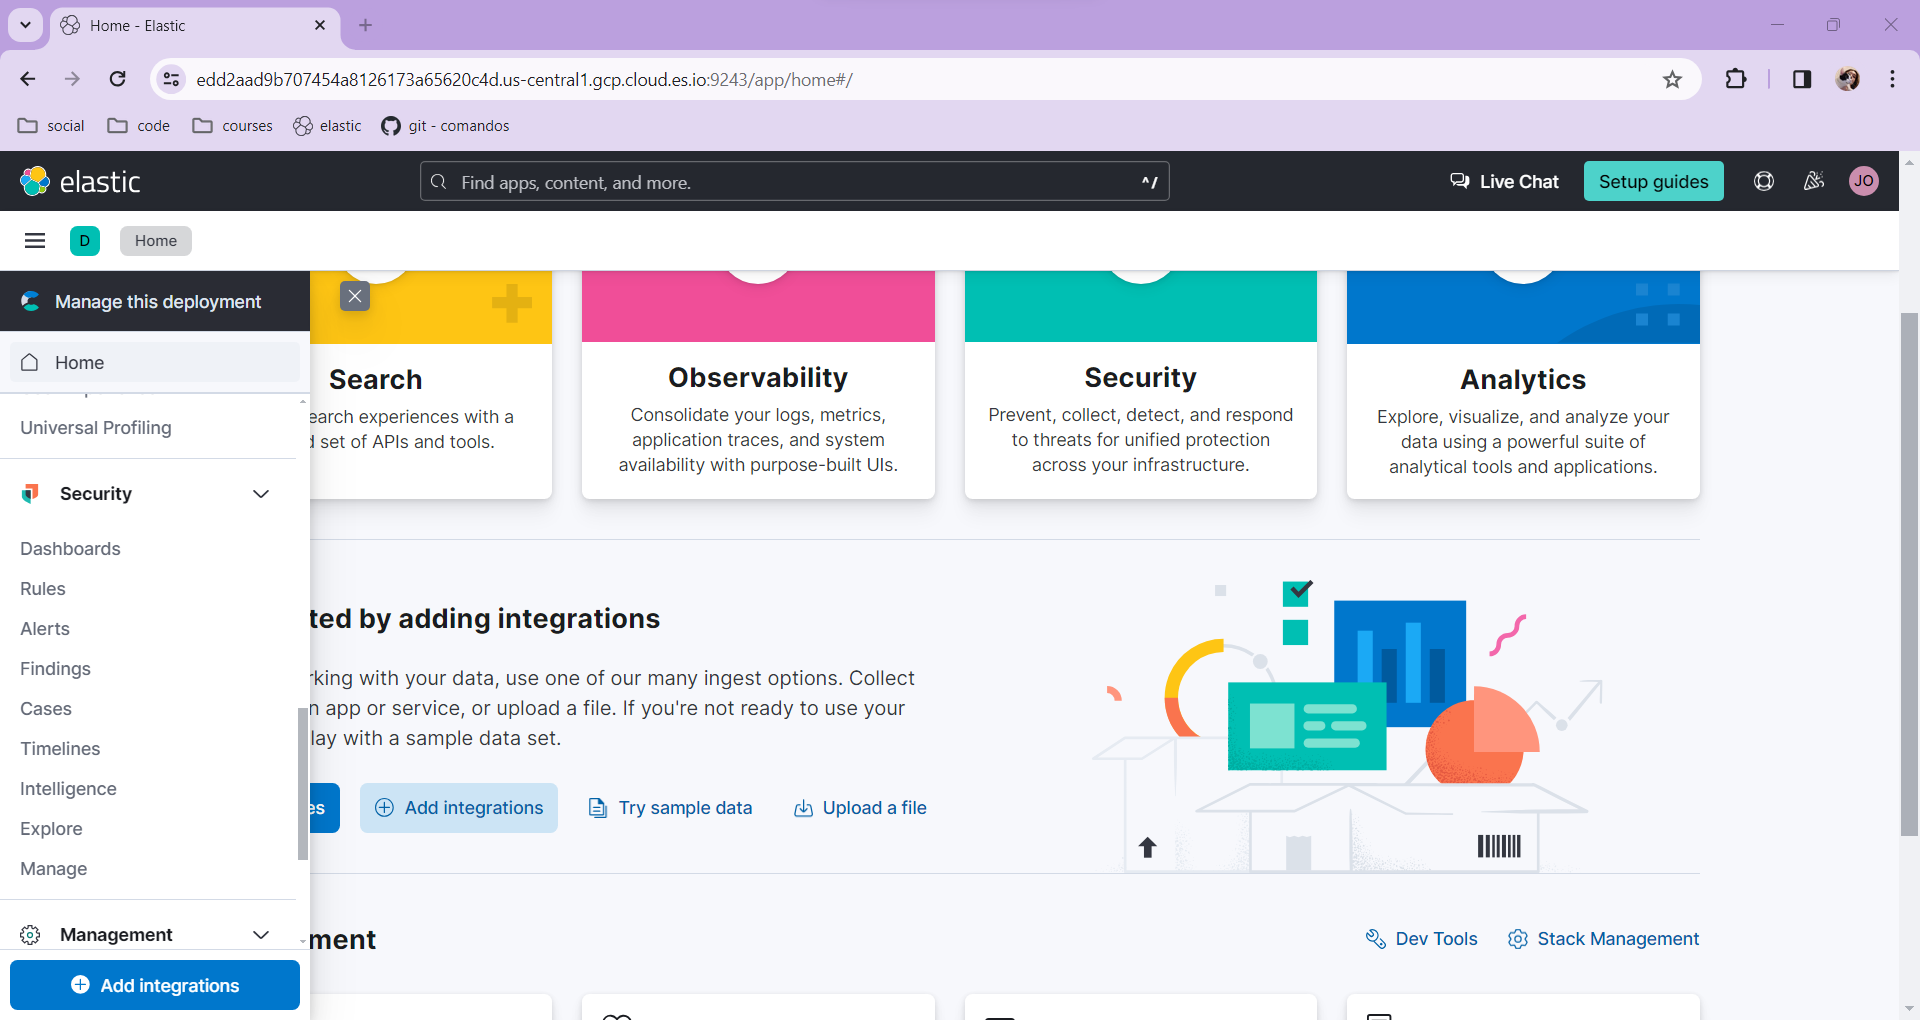 Home - Elastic
edd2aad9b707454a8126173a65620c4d.us-central1.gcp.cloud.es.io:9243/app/home#/
social
code
courses
elastic
git - comandos
elastic
Find apps, content, and more.
^/
Live Chat
Setup guides
JO
D
Home
Manage this deployment
Home
Universal Profiling
Security
Dashboards
Rules
Alerts
Findings
Cases
Timelines
Intelligence
Explore
Manage
Management
Add integrations
Search
earch experiences with a
d set of APIs and tools.
Observability
Consolidate your logs, metrics,
application traces, and system
availability with purpose-built UIs.
Security
Prevent, collect, detect, and respond
to threats for unified protection
across your infrastructure.
Analytics
Explore, visualize, and analyze your
data using a powerful suite of
analytical tools and applications.
ted by adding integrations
rking with your data, use one of our many ingest options. Collect
n app or service, or upload a file. If you're not ready to use your
lay with a sample data set.
es
Add integrations
Try sample data
Upload a file
ment
Dev Tools
Stack Management